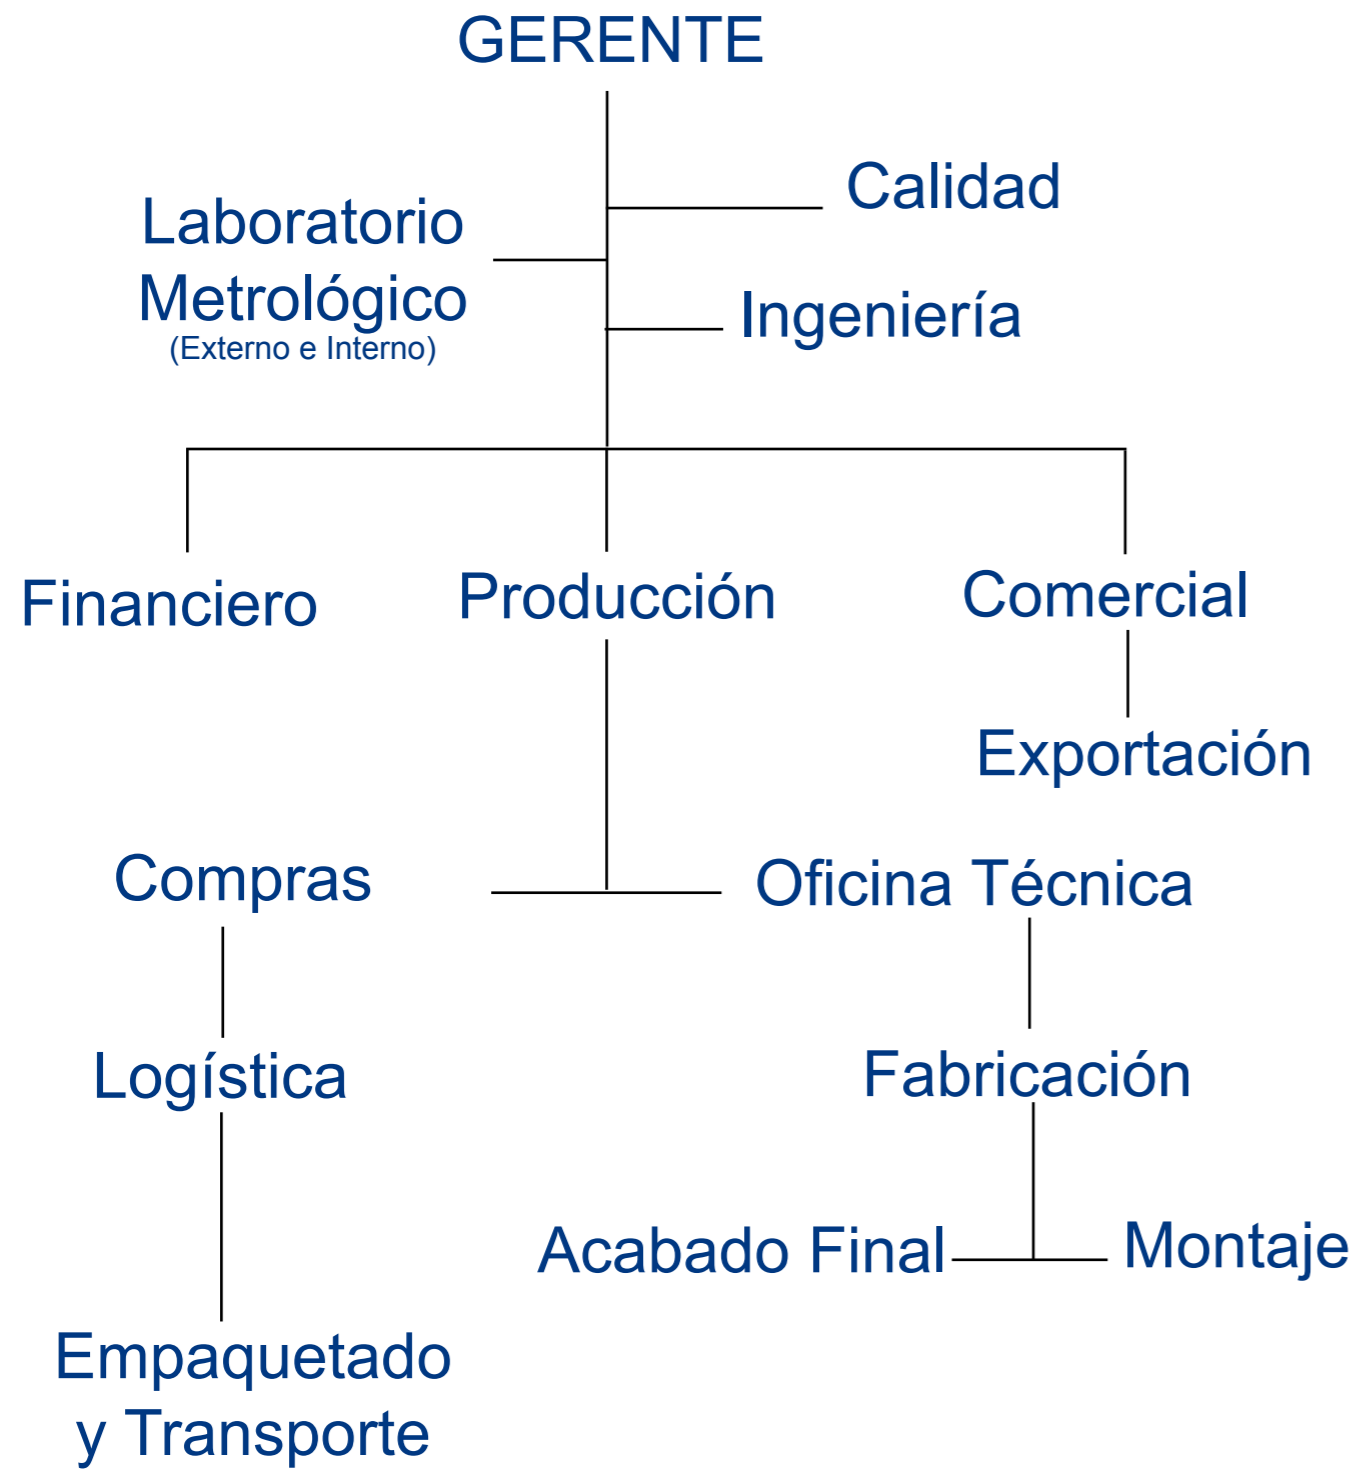 GERENTE
Calidad
Laboratorio
Metrológico
(Externo e Interno)
Ingeniería
Financiero
Producción
Comercial
Exportación
Compras
Oficina Técnica
Logística
Fabricación
Acabado Final
Montaje
Empaquetado
y Transporte